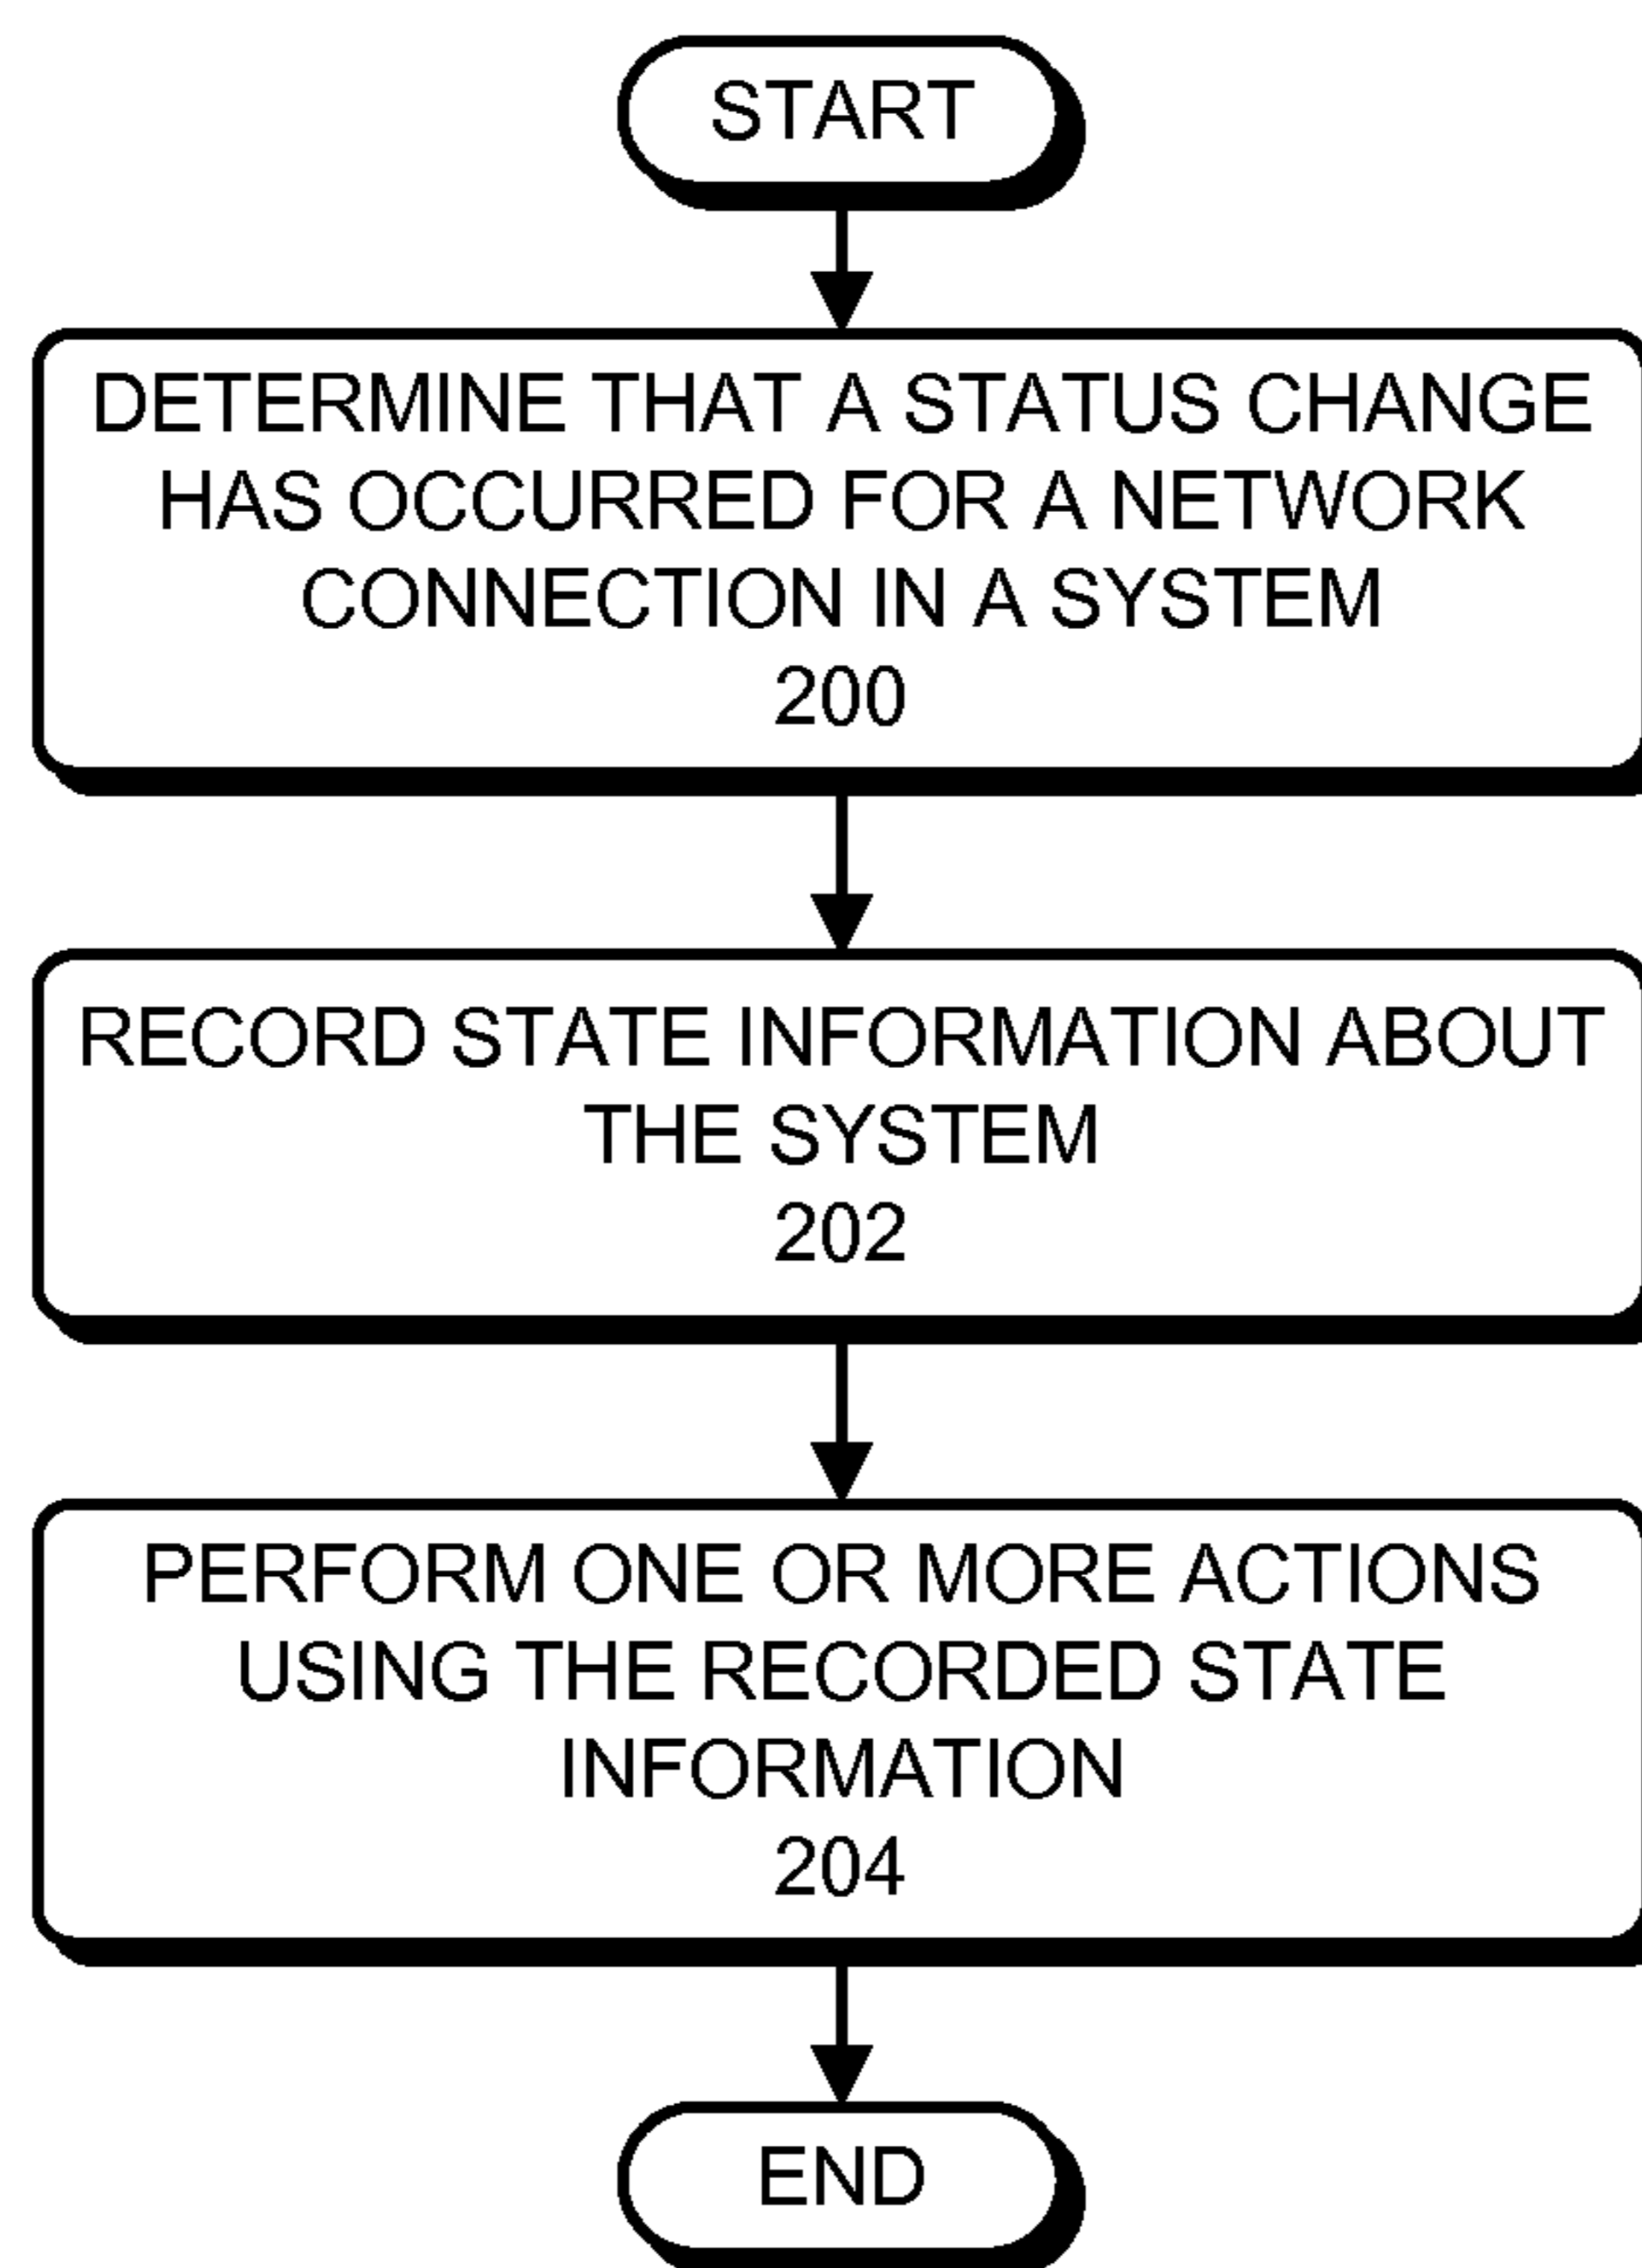 START
DETERMINE THAT A STATUS CHANGE
HAS OCCURRED FOR A NETWORK
CONNECTION IN A SYSTEM
200
RECORD STATE INFORMATION ABOUT
THE SYSTEM
202
PERFORM ONE OR MORE ACTIONS
USING THE RECORDED STATE
INFORMATION
204
END